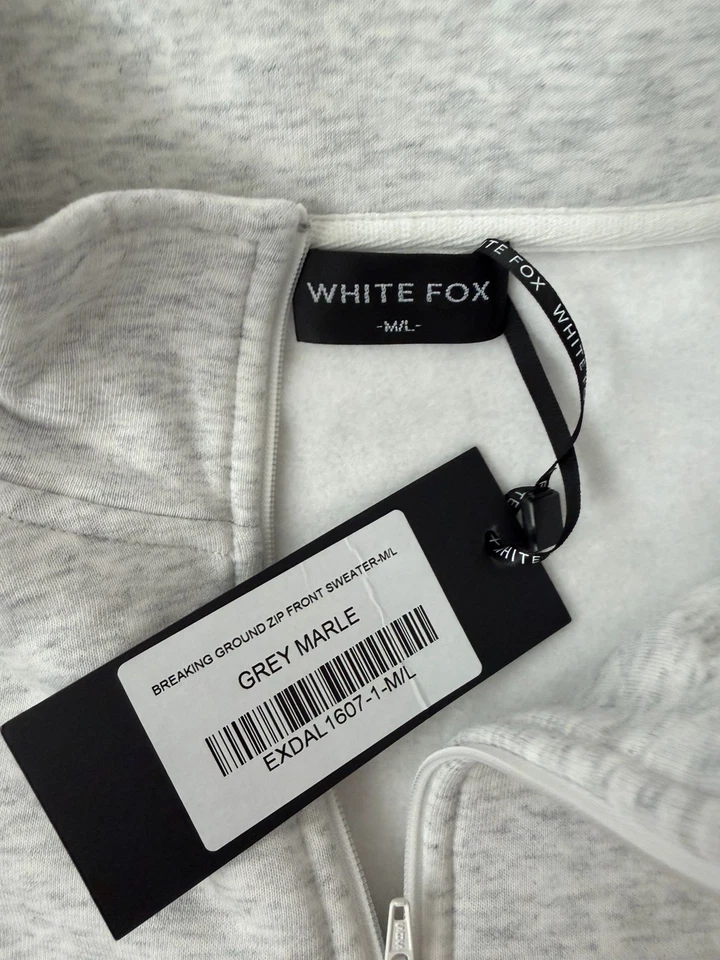 WHITE FOX
-M/L-
WHITE FOX WHITE
WHITE
BREAKING GROUND ZIP FRONT SWEATER-M/L
GREY MARLE
EXDAL1607-1-M/L